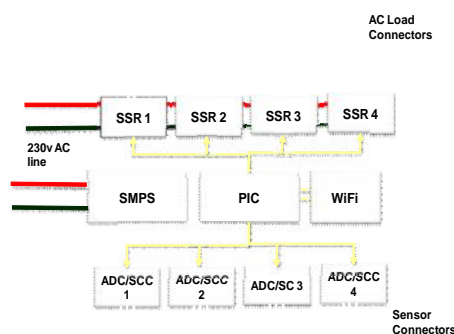 AC Load
Connectors
SSR 1
SSR 2
SSR 3
SSR 4
230v AC
line
SMPS
PIC
WiFi
ADC/SCC
1
ADC/SCC
2
ADC/SC 3
ADC/SCC
4
Sensor
Connectors